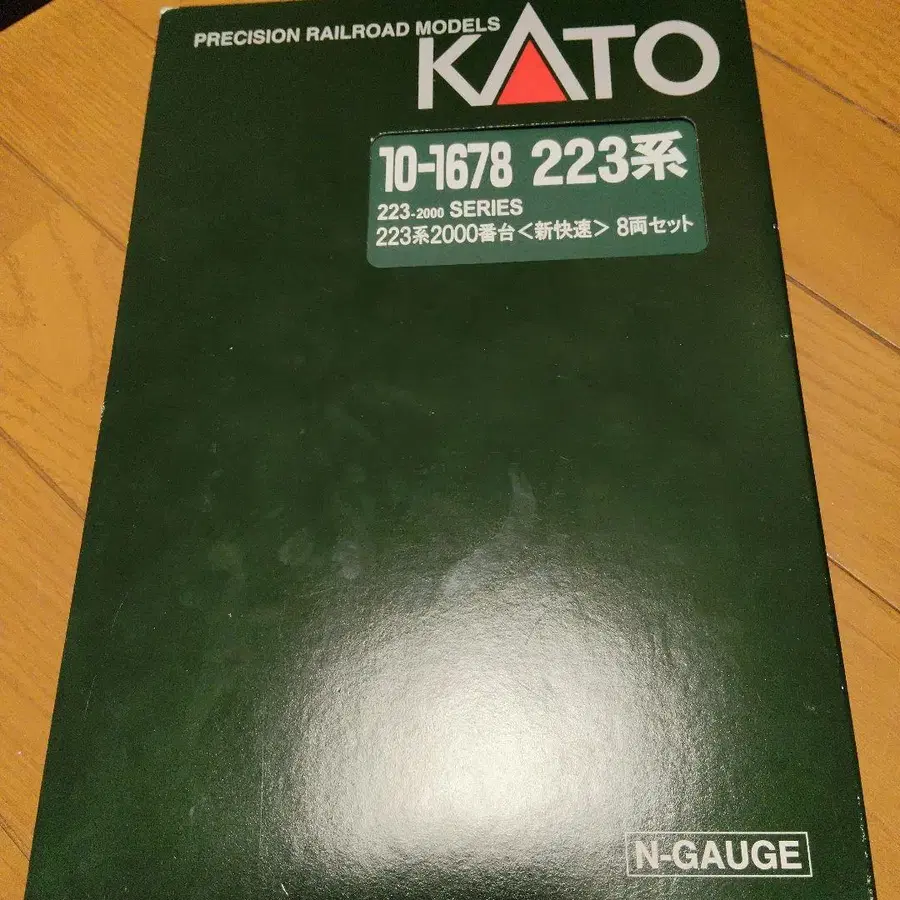 PRECISION RAILROAD MODELS
KATO
10-1678 223系
223-2000 SERIES
223系2000番台<新快速> 8両セット
N-GAUGE